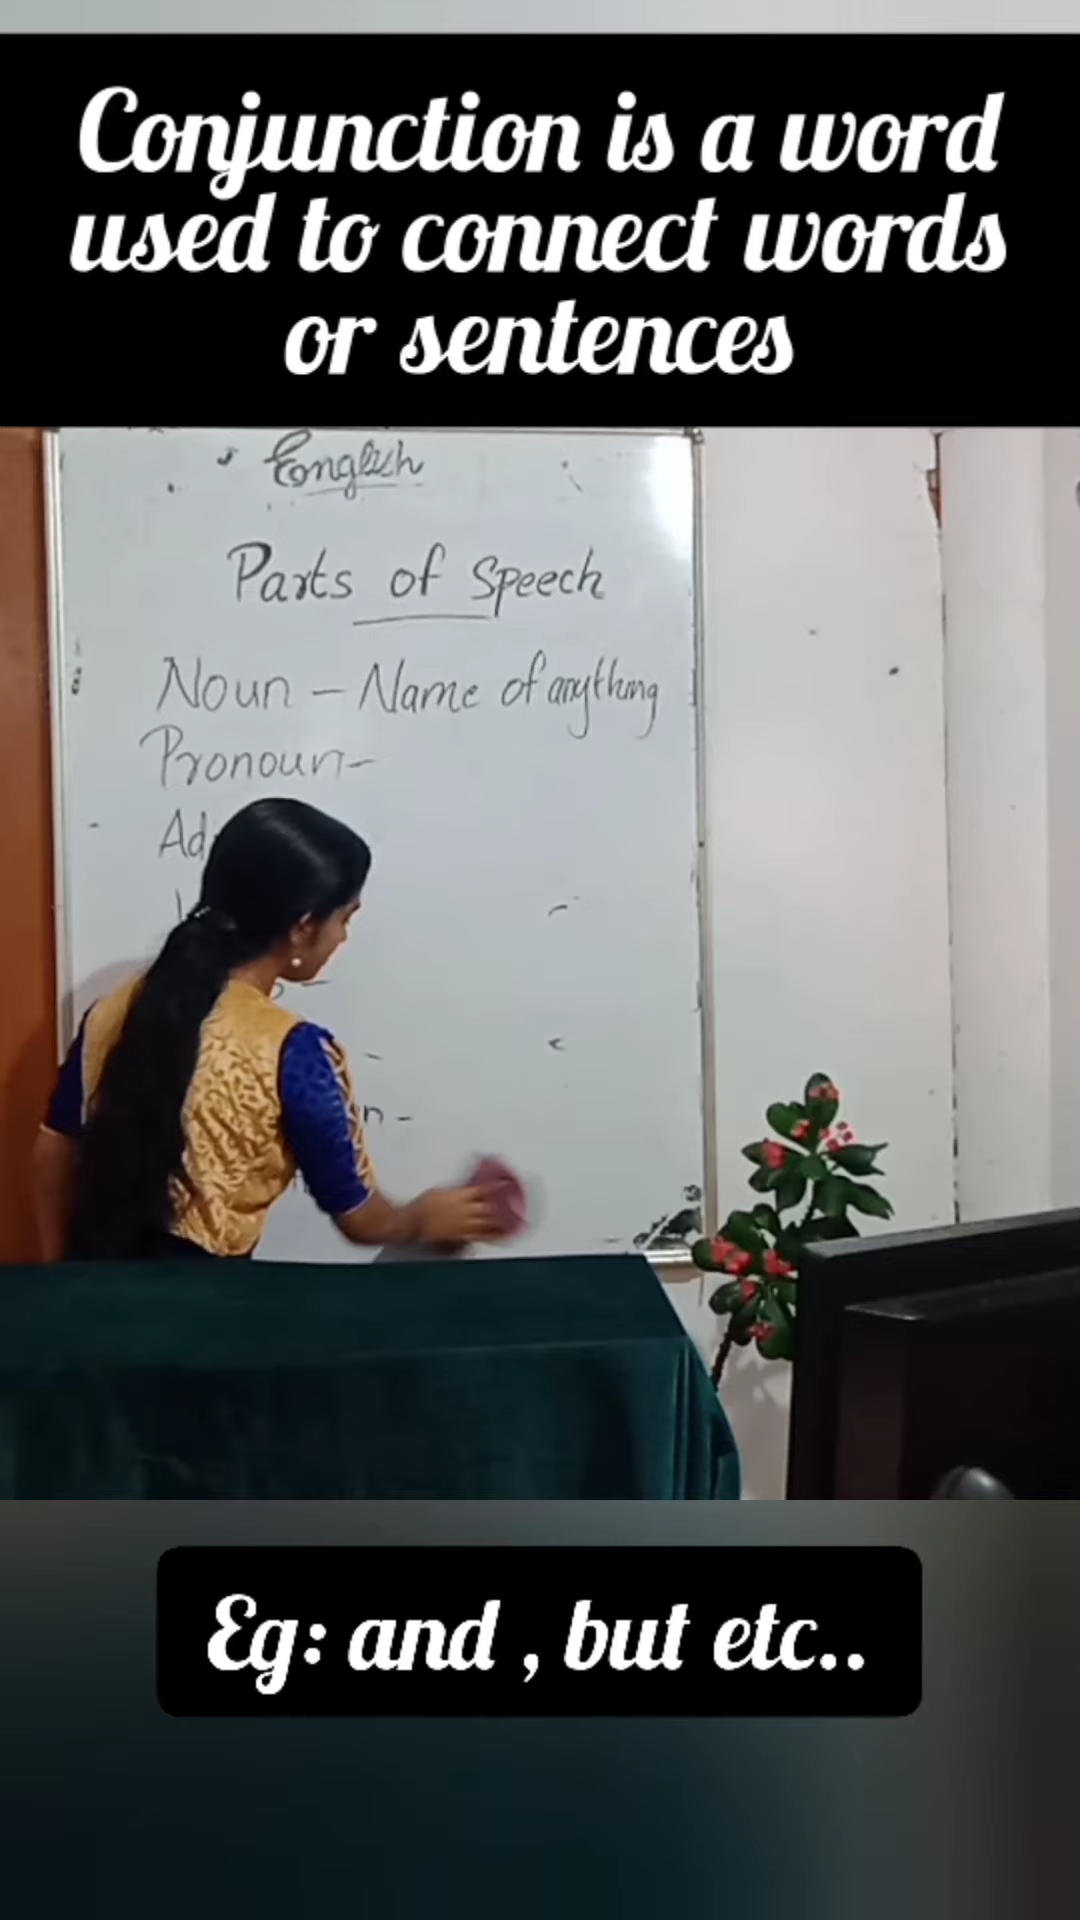 Conjunction is a word
used to connect words
or sentences
English
Parts of Speech
Noun - Name of anything
Pronoun-
Eg: and , but etc..